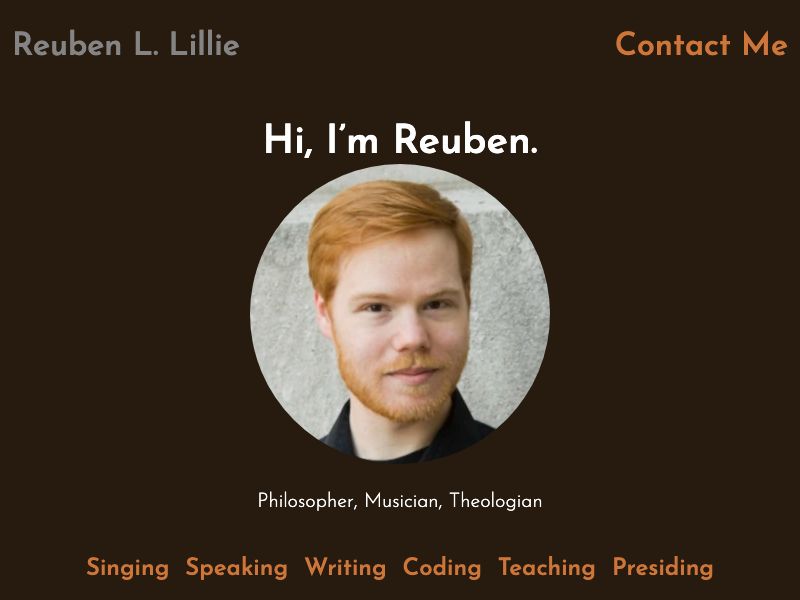 Reuben L. Lillie
Contact Me
Hi, I’m Reuben.
Philosopher, Musician, Theologian
Singing Speaking Writing Coding Teaching Presiding